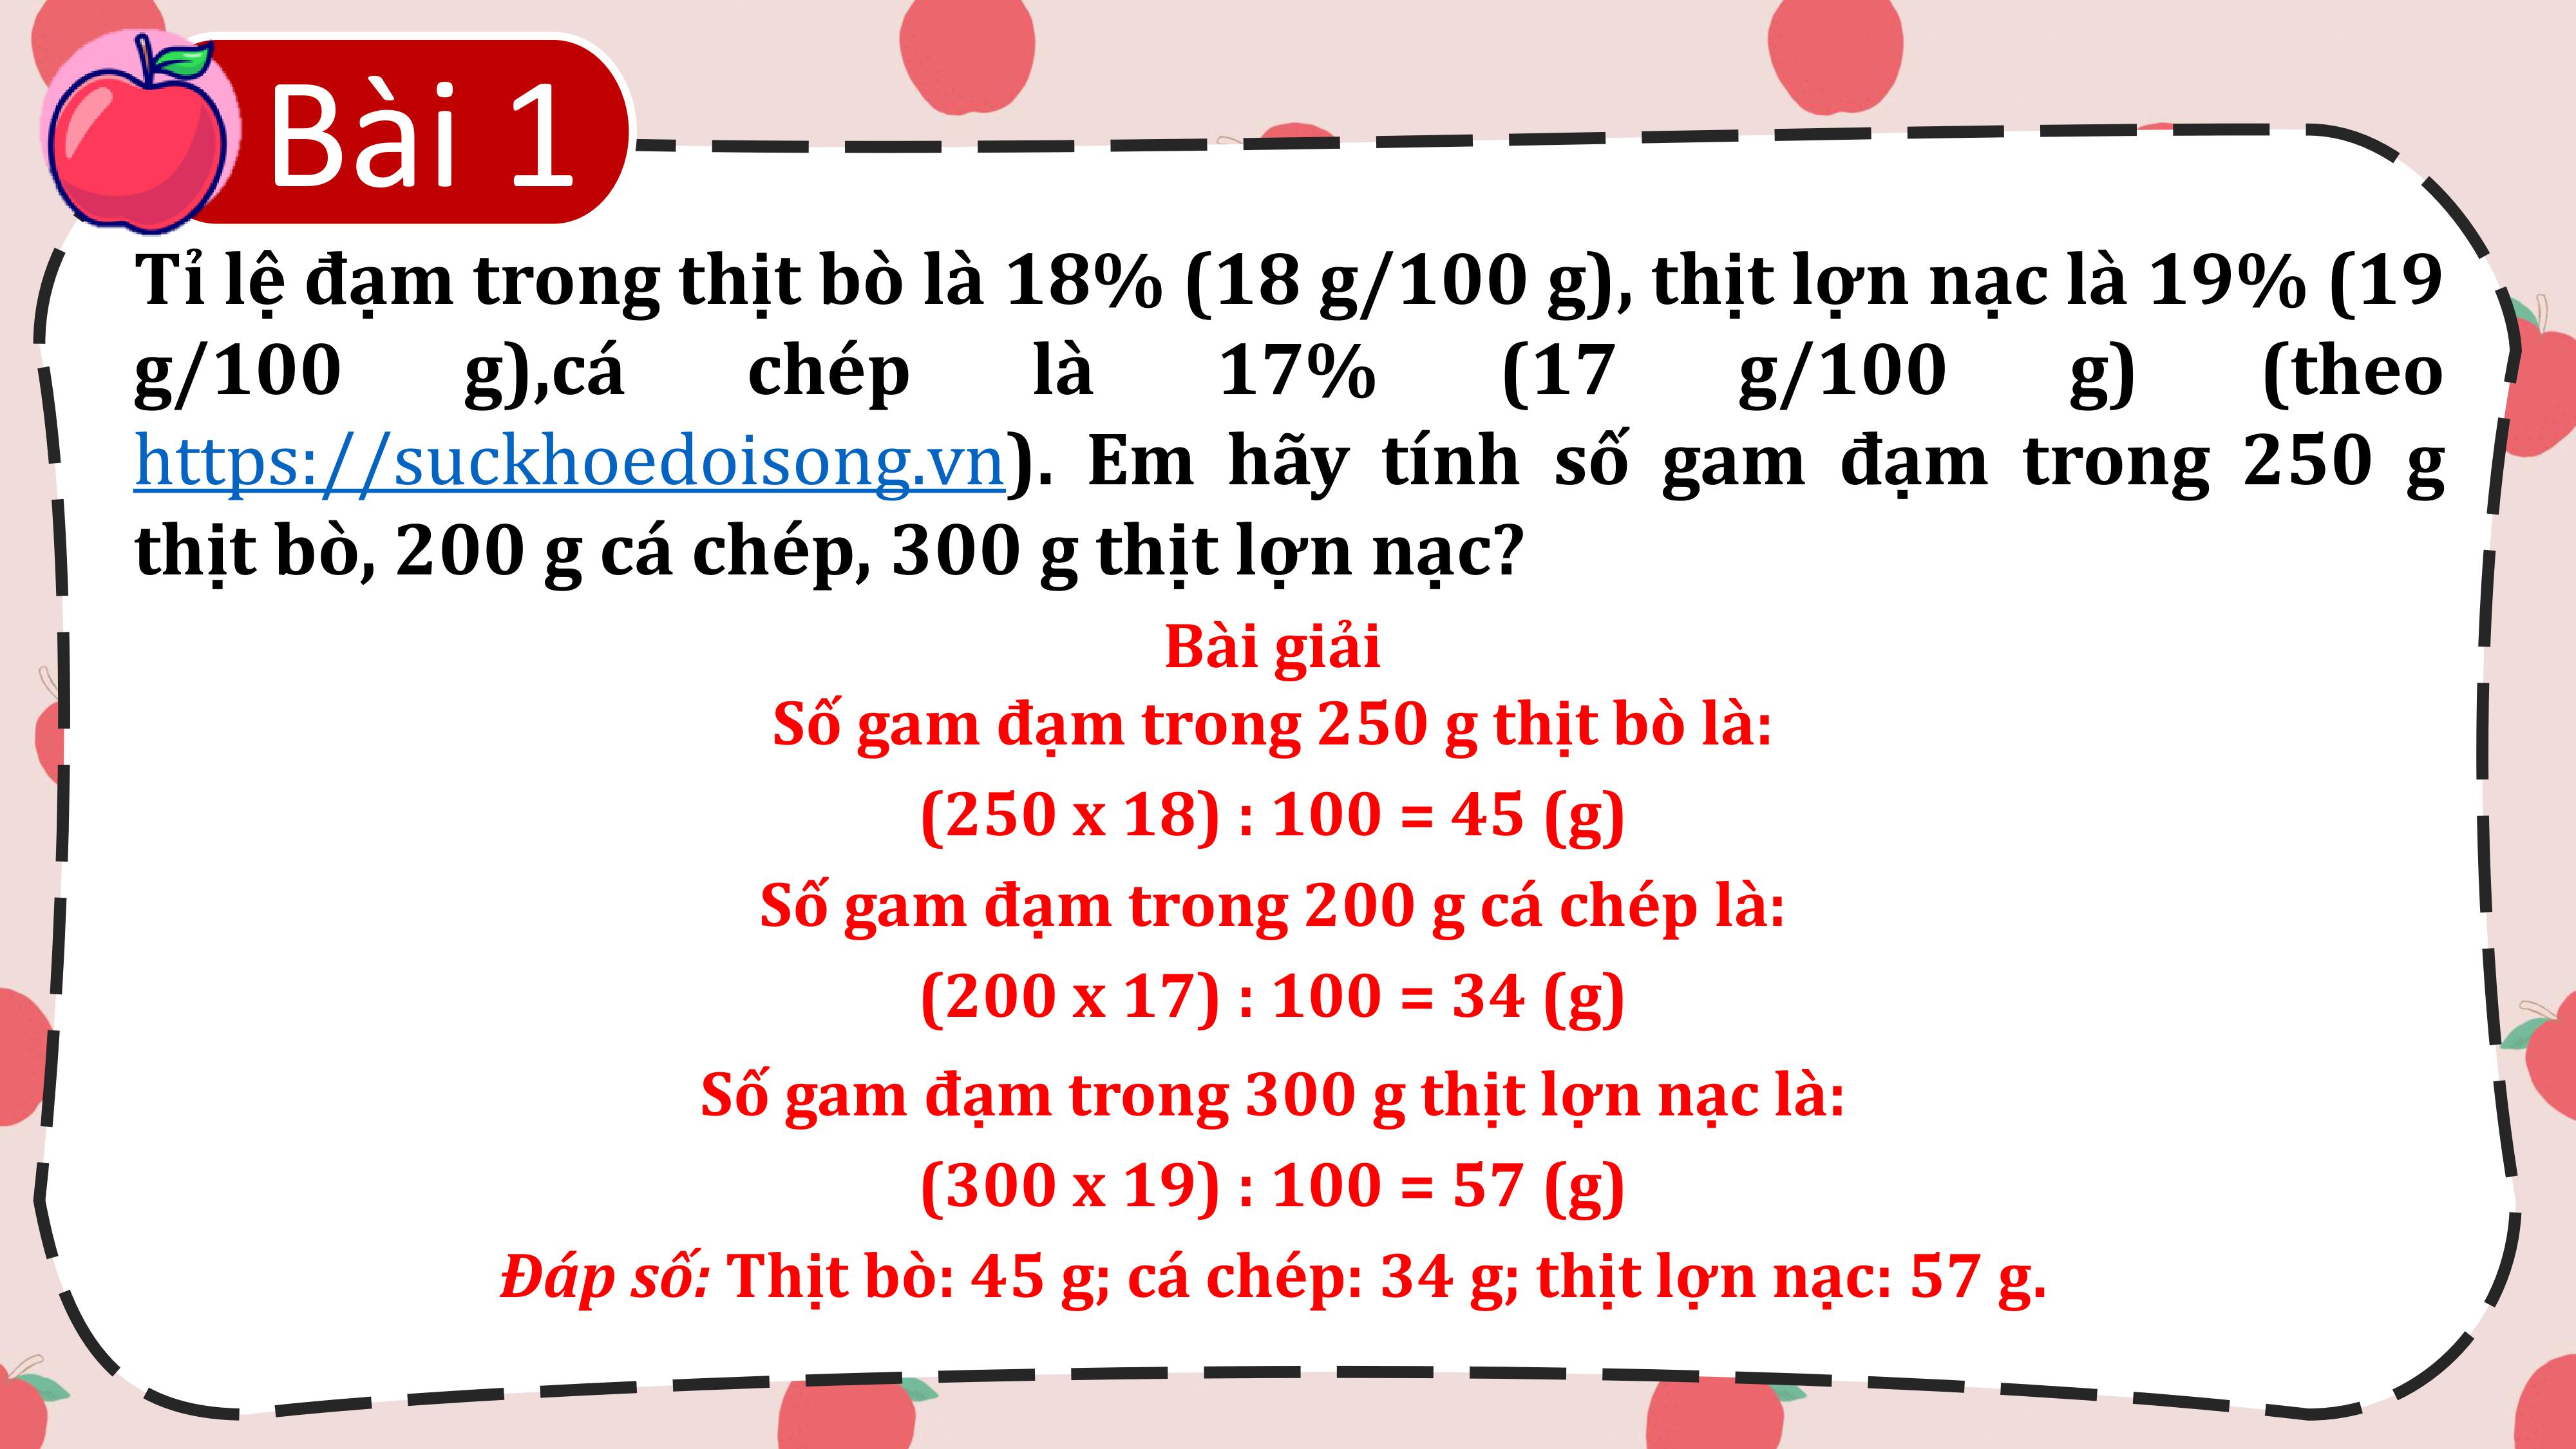 Bài 1
Tỉ lệ đạm trong thịt bò là 18% (18 g/100 g), thịt lợn nạc là 19% (19
g/100 g),cá chép là 17% (17 g/100 g) (theo
https://suckhoedoisong.vn). Em hãy tính số gam đạm trong 250 g
thịt bò, 200 g cá chép, 300 g thịt lợn nạc?
Bài giải
Số gam đạm trong 250 g thịt bò là:
(250 x 18) : 100 = 45 (g)
Số gam đạm trong 200 g cá chép là:
(200 x 17) : 100 = 34 (g)
Số gam đạm trong 300 g thịt lợn nạc là:
(300 x 19) : 100 = 57 (g)
Đáp số: Thịt bò: 45 g; cá chép: 34 g; thịt lợn nạc: 57 g.